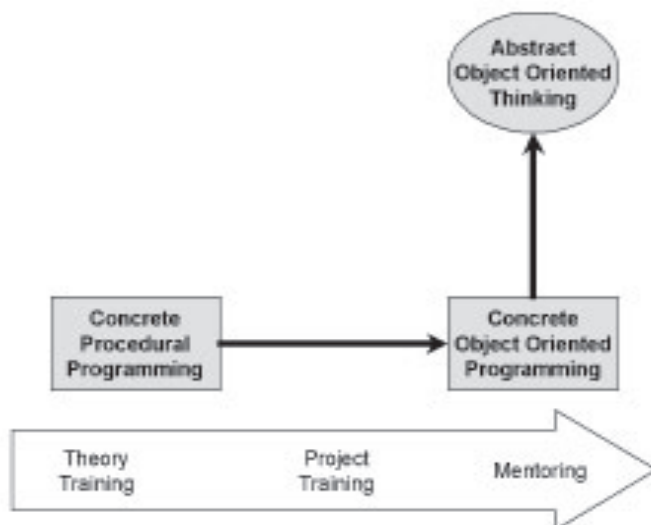 Abstract
Object Oriented
Thinking
Concrete
Procedural
Programming
Concrete
Object Oriented
Programming
Theory
Training
Project
Training
Mentoring